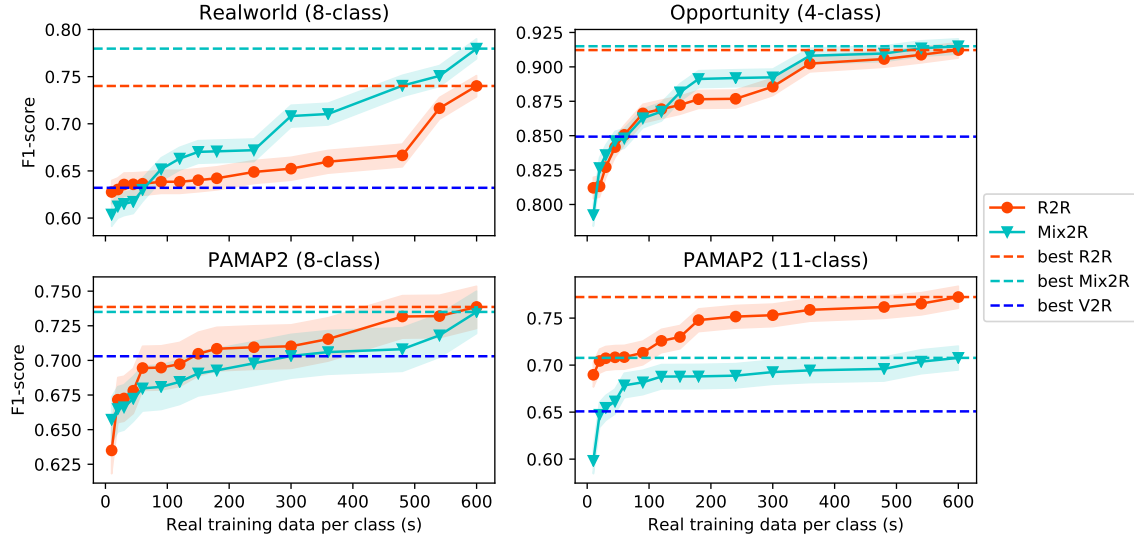 Realworld (8-class)
F1-score
0.80
0.75
0.70
0.65
0.60
Opportunity (4-class)
0.925
0.900
0.875
0.850
0.825
0.800
R2R
Mix2R
best R2R
best Mix2R
best V2R
PAMAP2 (8-class)
F1-score
0.750
0.725
0.700
0.675
0.650
0.625
0 100 200 300 400 500 600
Real training data per class (s)
PAMAP2 (11-class)
0.75
0.70
0.65
0.60
0 100 200 300 400 500 600
Real training data per class (s)